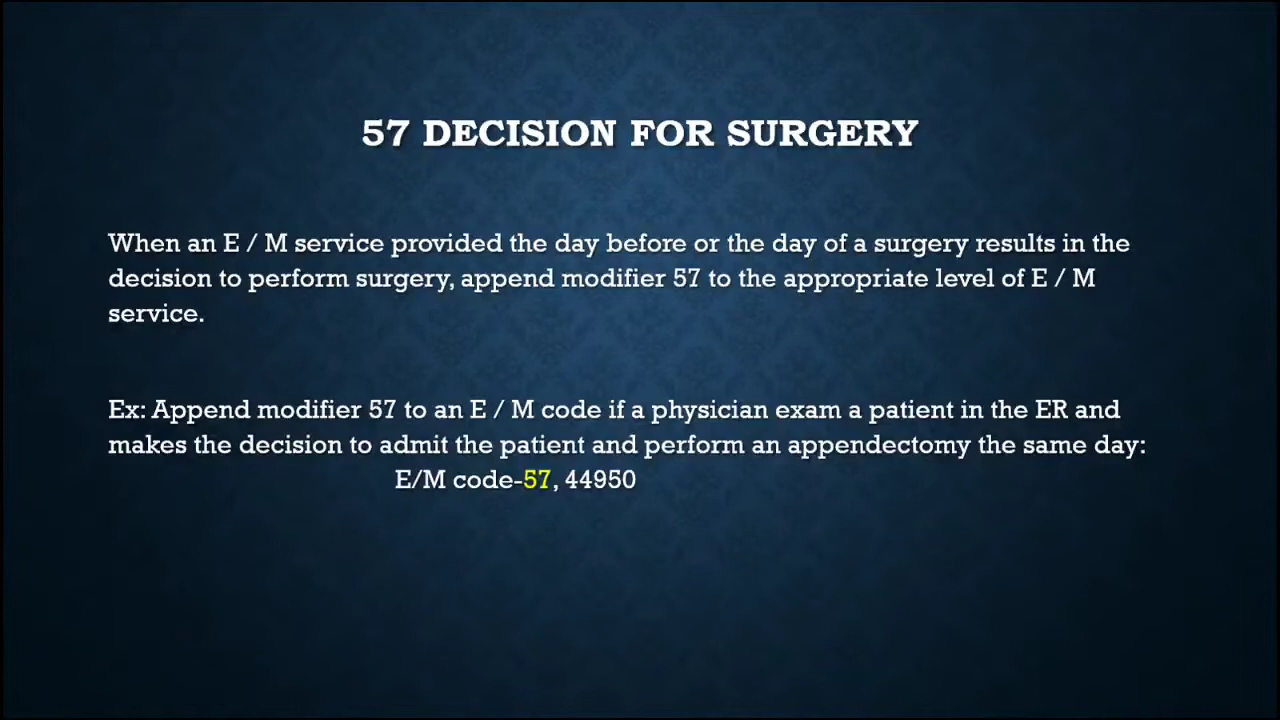 57 DECISION FOR SURGERY
When an E / M service provided the day before or the day of a surgery results in the
decision to perform surgery, append modifier 57 to the appropriate level of E / M
service.
Ex: Append modifier 57 to an E / M code if a physician exam a patient in the ER and
makes the decision to admit the patient and perform an appendectomy the same day:
E/M code-57, 44950